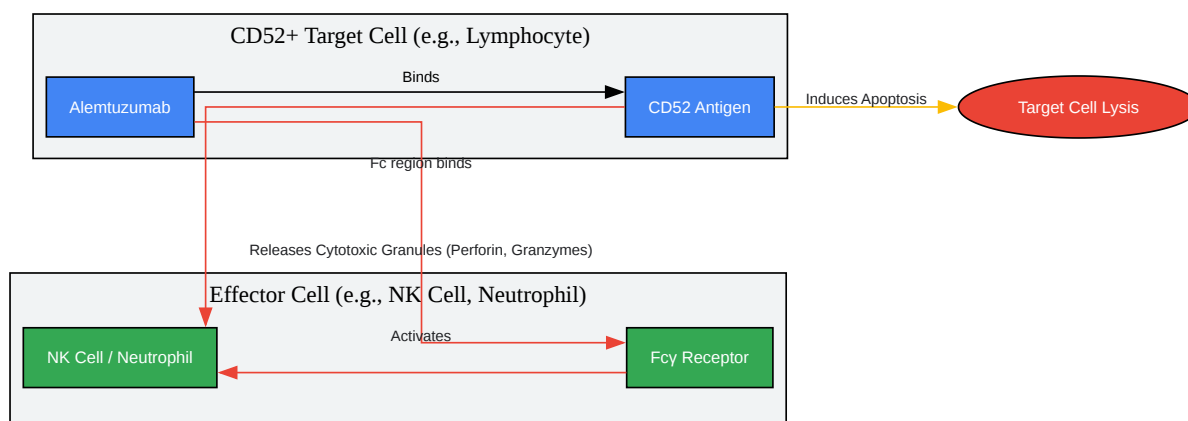 CD52+ Target Cell (e.g., Lymphocyte)
Alemtuzumab
Binds
CD52 Antigen
Induces Apoptosis
Target Cell Lysis
Fc region binds
Releases Cytotoxic Granules (Perforin, Granzymes)
Effector Cell (e.g., NK Cell, Neutrophil)
NK Cell / Neutrophil
Activates
Fcγ Receptor